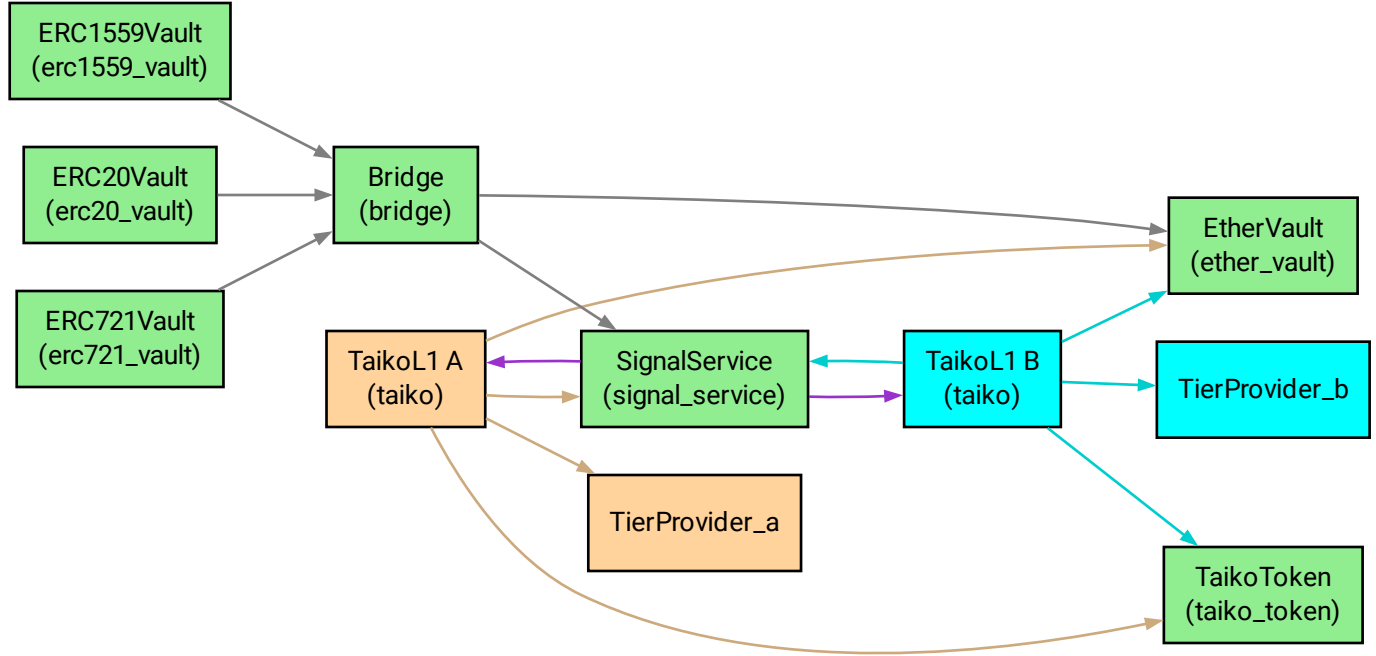 ERC1559Vault
(erc1559_vault)
ERC20Vault
(erc20_vault)
ERC721Vault
(erc721_vault)
Bridge
(bridge)
TaikoL1 A
(taiko)
SignalService
(signal_service)
TierProvider_a
TaikoL1 B
(taiko)
EtherVault
(ether_vault)
TierProvider_b
TaikoToken
(taiko_token)